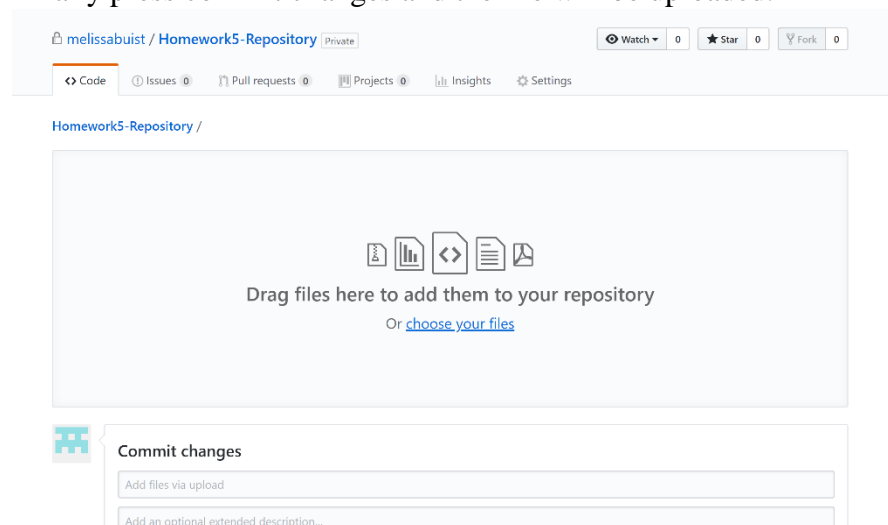 melissabuist / Homework5-Repository Private Watch 0 Star 0 Fork 0
Code Issues 0 Pull requests 0 Projects 0 Insights Settings
Homework5-Repository /
Drag files here to add them to your repository
Or choose your files
Commit changes
Add files via upload
Add an optional extended description...